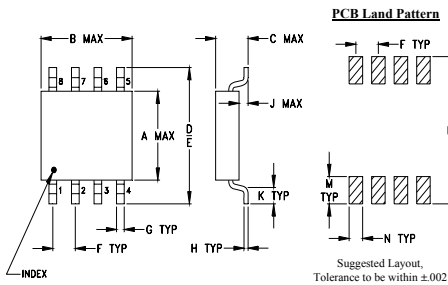 PCB Land Pattern
B MAX
C MAX
F TYP
8 7 6 5
J MAX
A MAX
D
E
K TYP
M
TYP
1 2 3 4
G TYP
H TYP
N TYP
F TYP
INDEX
Suggested Layout,
Tolerance to be within ±.002